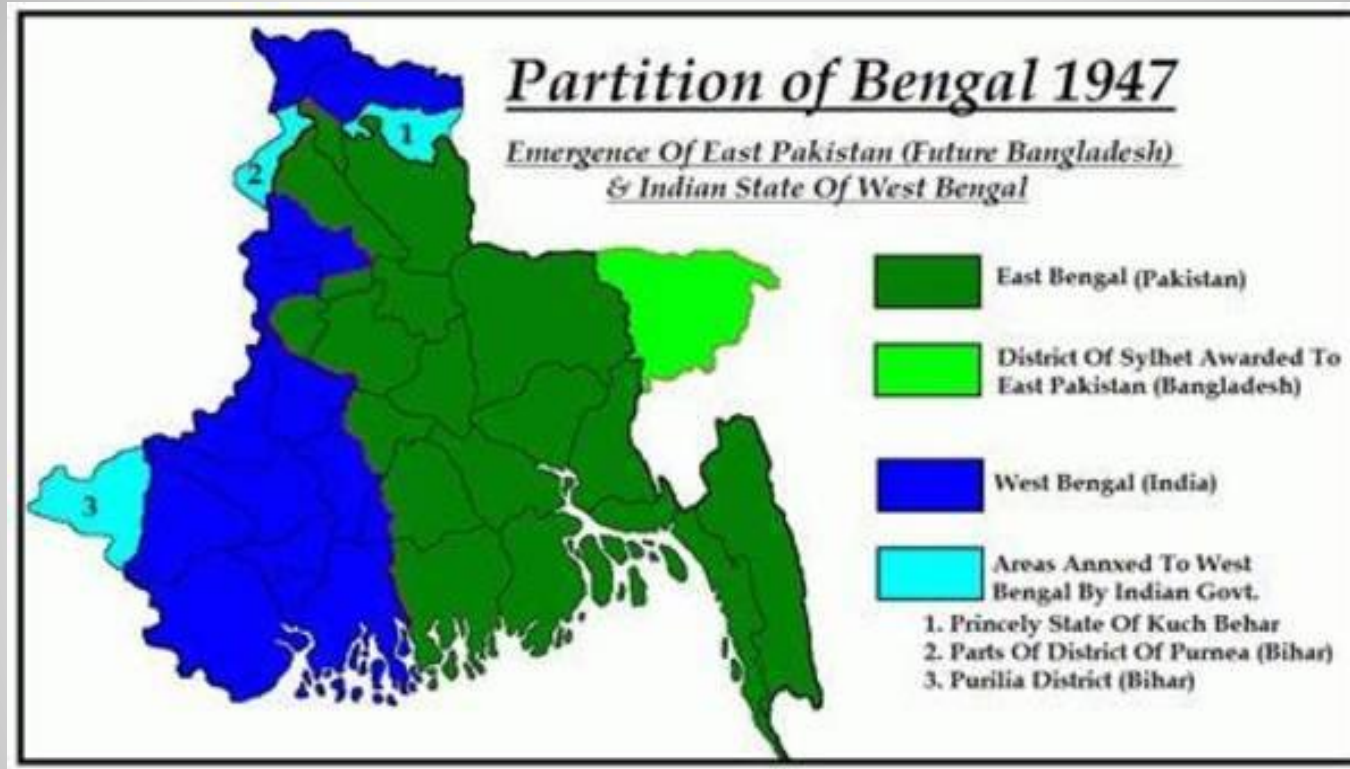 Partition of Bengal 1947
Emergence Of East Pakistan (Future Bangladesh)
& Indian State Of West Bengal
East Bengal (Pakistan)
District Of Sylhet Awarded To
East Pakistan (Bangladesh)
West Bengal (India)
Areas Annxed To West
Bengal By Indian Govt.
1. Princely State Of Kuch Behar
2. Parts Of District Of Purnea (Bihar)
3. Purilia District (Bihar)
1
2
3